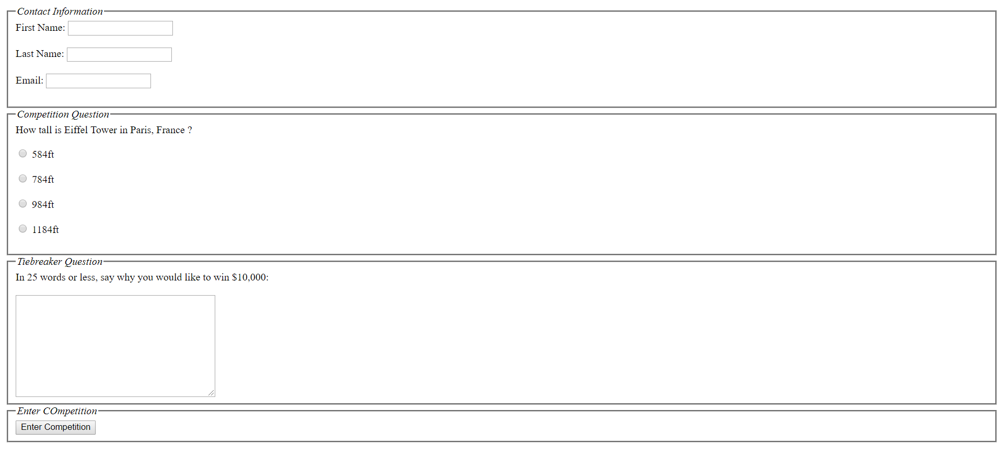 Contact Information
First Name:
Last Name:
Email:
Competition Question
How tall is Eiffel Tower in Paris, France ?
584ft
784ft
984ft
1184ft
Tiebreaker Question
In 25 words or less, say why you would like to win $10,000:
Enter COmpetition
Enter Competition